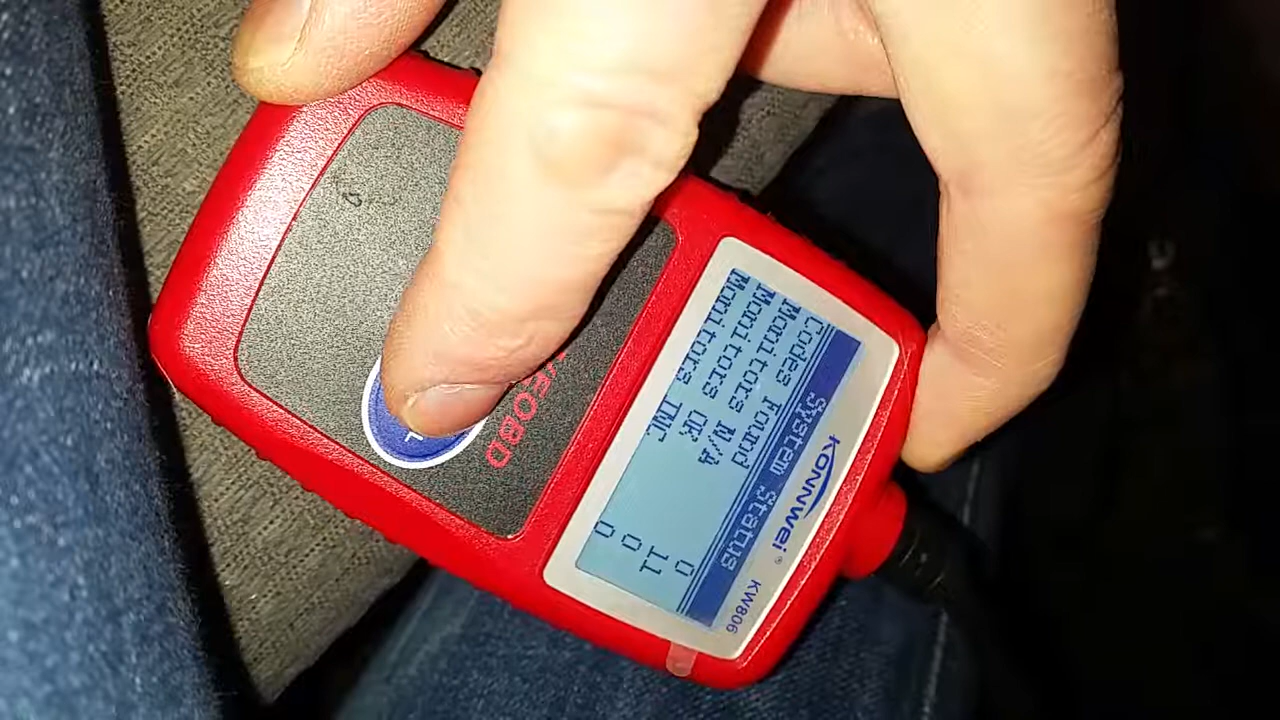 KONNWEI® KW806
System Status
Codes Found 0
Monitors N/A 11
Monitors OK 0
Monitors INC 0